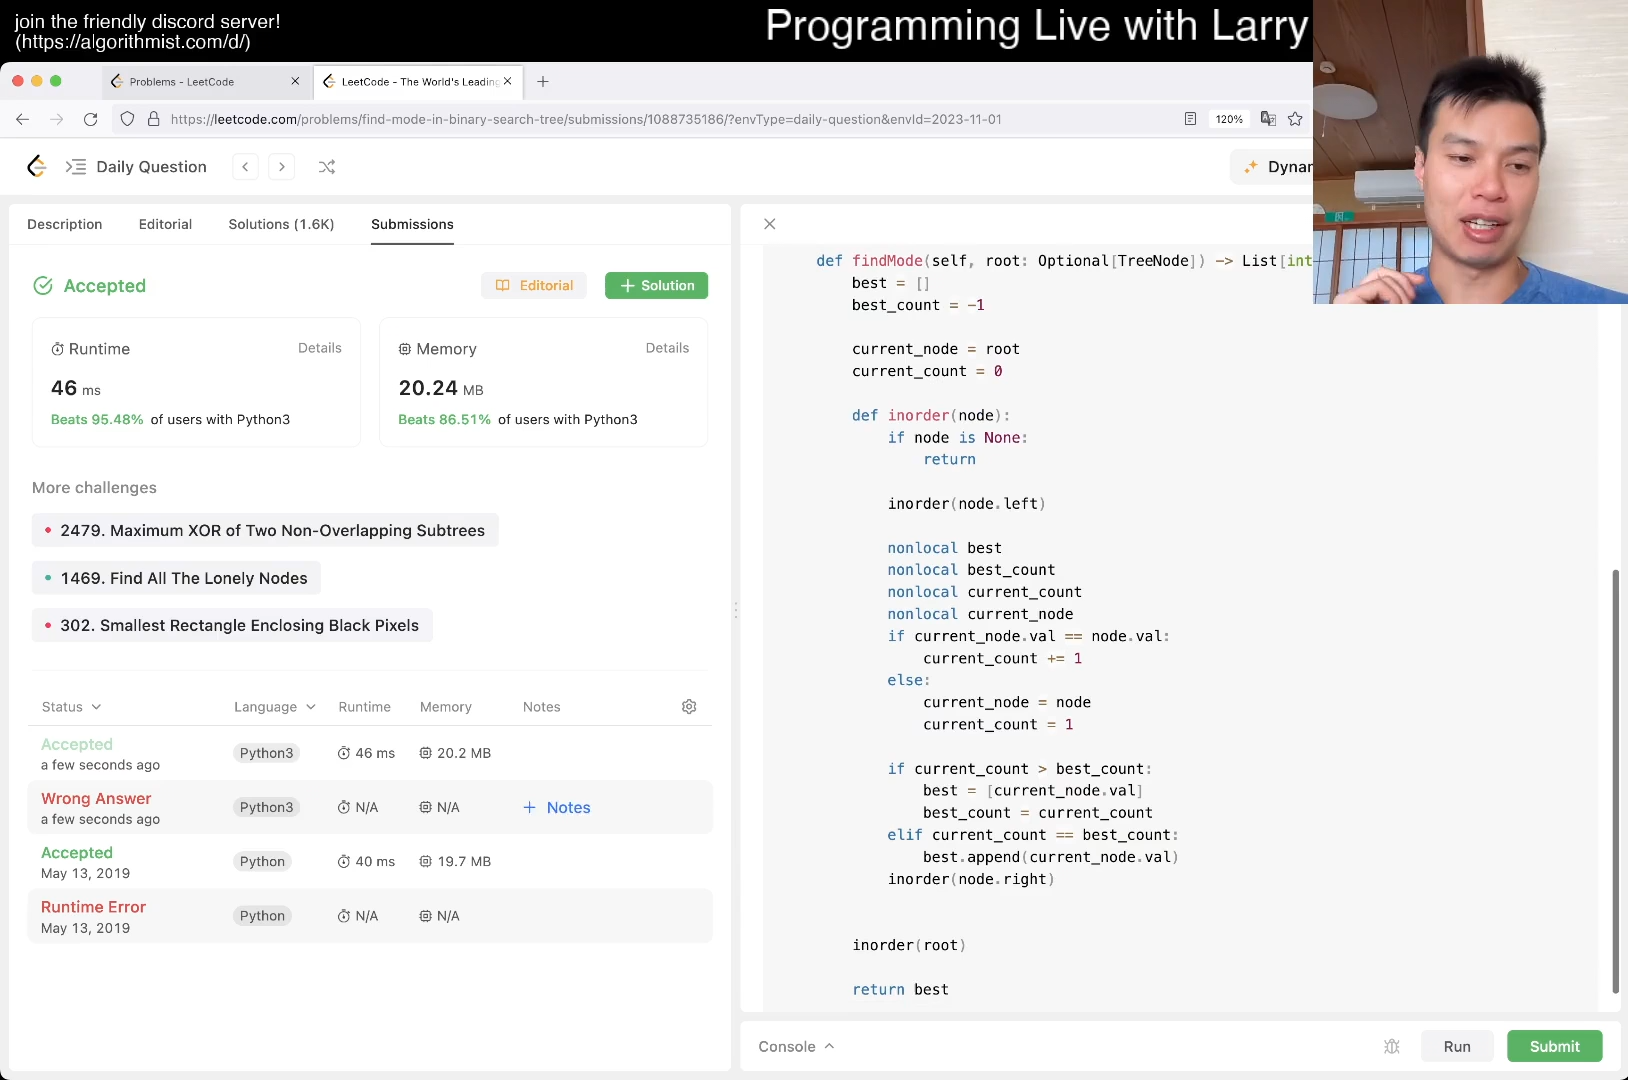 join the friendly discord server!
(https://algorithmist.com/d/)
Programming Live with Larry
Problems - LeetCode
LeetCode - The World's Leading
https://leetcode.com/problems/find-mode-in-binary-search-tree/submissions/1088735186/?envType=daily-question&envId=2023-11-01
120%
Daily Question
Dynam
Description Editorial Solutions (1.6K) Submissions
Accepted
Editorial
Solution
Runtime Details
46 ms
Beats 95.48% of users with Python3
Memory Details
20.24 MB
Beats 86.51% of users with Python3
More challenges
2479. Maximum XOR of Two Non-Overlapping Subtrees
1469. Find All The Lonely Nodes
302. Smallest Rectangle Enclosing Black Pixels
Status Language Runtime Memory Notes
Accepted
a few seconds ago
Python3 46 ms 20.2 MB
Wrong Answer
a few seconds ago
Python3 N/A N/A + Notes
Accepted
May 13, 2019
Python 40 ms 19.7 MB
Runtime Error
May 13, 2019
Python N/A N/A
def findMode(self, root: Optional[TreeNode]) -> List[int
best = []
best_count = -1
current_node = root
current_count = 0
def inorder(node):
if node is None:
return
inorder(node.left)
nonlocal best
nonlocal best_count
nonlocal current_count
nonlocal current_node
if current_node.val == node.val:
current_count += 1
else:
current_node = node
current_count = 1
if current_count > best_count:
best = [current_node.val]
best_count = current_count
elif current_count == best_count:
best.append(current_node.val)
inorder(node.right)
inorder(root)
return best
Console
Run
Submit